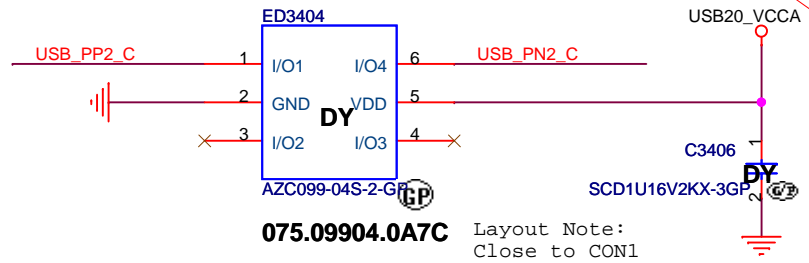 ED3404
USB20_VCCA
USB_PP2_C
1
I/O1
I/O4
6
USB_PN2_C
2
GND
VDD
5
DY
3
I/O2
I/O3
4
1
C3406
DY
G/P
2
AZC099-04S-2-GP
GP
SCD1U16V2KX-3GP
075.09904.0A7C
Layout Note:
Close to CON1